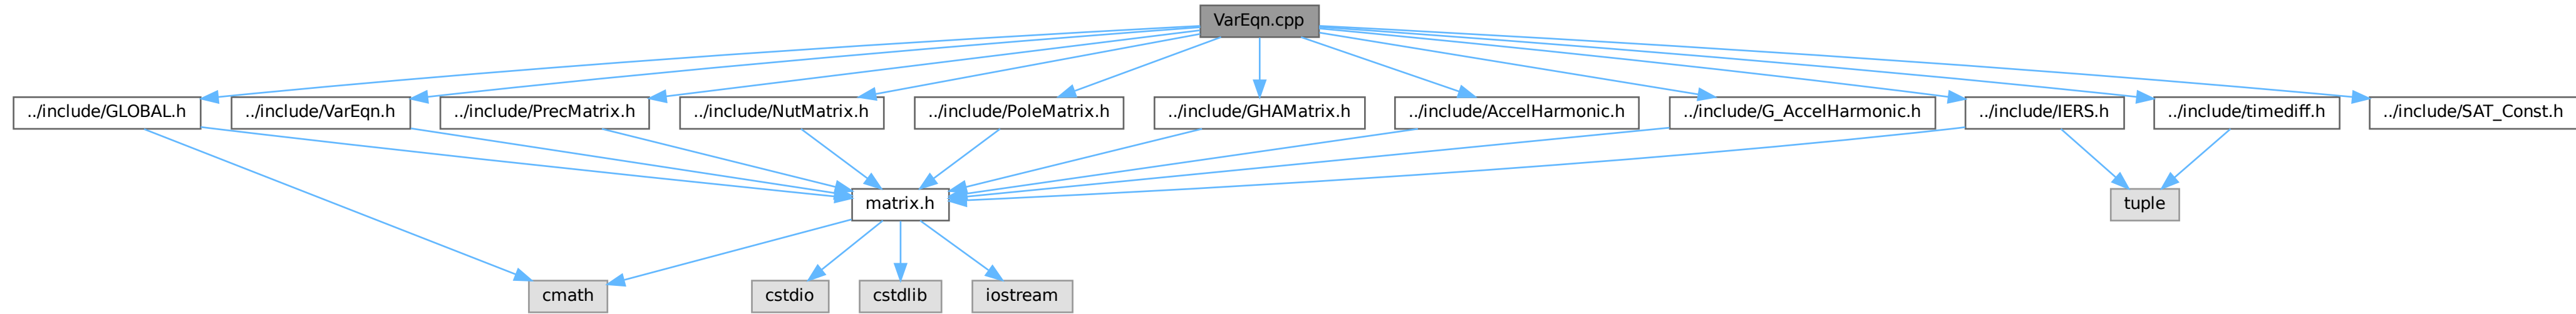 VarEqn.cpp
../include/GLOBAL.h
../include/VarEqn.h
../include/PrecMatrix.h
../include/NutMatrix.h
../include/PoleMatrix.h
../include/GHAMatrix.h
../include/AccelHarmonic.h
../include/G_AccelHarmonic.h
../include/IERS.h
../include/timediff.h
../include/SAT_Const.h
matrix.h
tuple
cmath
cstdio
cstdlib
iostream